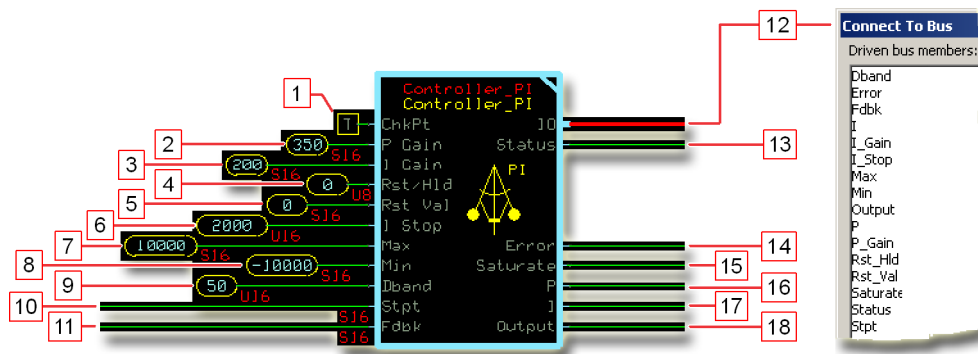 12
Connect To Bus
Driven bus members:
Dband
Error
Fdbk
I
I_Gain
I_Stop
Max
Min
Output
P
P_Gain
Rst_Hld
Rst_Val
Saturate
Status
Stpt
Controller_PI
Controller_PI
1
T
ChkPt
IO
2
350
S16
P Gain
Status
13
3
200
S16
I Gain
PI
4
0
U8
Rst/Hld
5
0
S16
Rst Val
6
2000
U16
I Stop
7
10000
S16
Max
Error
14
8
-10000
S16
Min
Saturate
15
9
50
U16
Dband
P
16
10
S16
Stpt
I
17
11
S16
Fdbk
Output
18